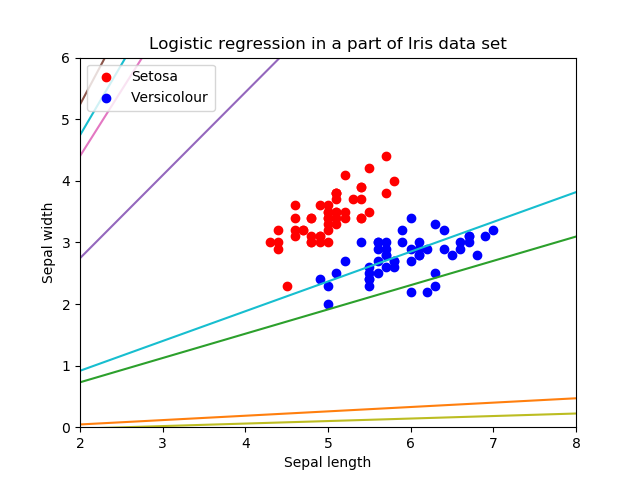 Logistic regression in a part of Iris data set
Setosa
Versicolour
Sepal width
6
5
4
3
2
1
0
2 3 4 5 6 7 8
Sepal length